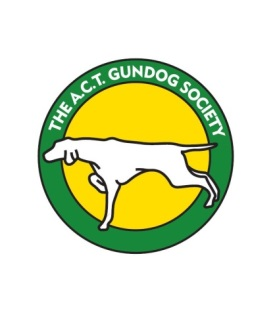 THE A.C.T. GUNDOG SOCIETY